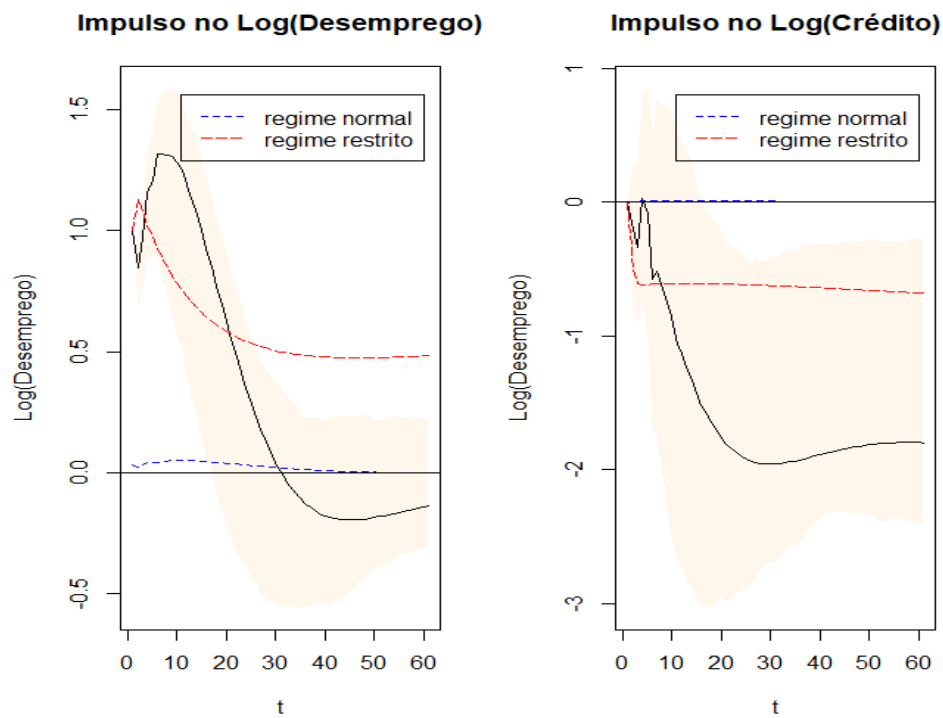 Impulso no Log(Desemprego)
regime normal
regime restrito
Log(Desemprego)
1.5
1.0
0.5
0.0
-0.5
0 10 20 30 40 50 60
t
Impulso no Log(Crédito)
regime normal
regime restrito
Log(Desemprego)
1
0
-1
-2
-3
0 10 20 30 40 50 60
t